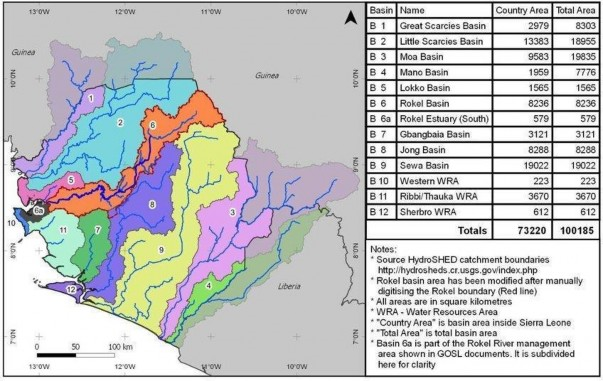 13°0'W
12°0'W
11°0'W
10°0'W
Guinea
Guinea
Liberia
10°0'N
9°0'N
8°0'N
7°0'N
10°0'N
9°0'N
8°0'N
7°0'N
1
2
6
5
6a
10
11
7
8
3
9
4
12
0 50 100 km
13°0'W
12°0'W
11°0'W
10°0'W
Basin Name Country Area Total Area
B 1 Great Scarcies Basin 2979 8303
B 2 Little Scarcies Basin 13383 18955
B 3 Moa Basin 9583 19835
B 4 Mano Basin 1959 7776
B 5 Lokko Basin 1565 1565
B 6 Rokel Basin 8236 8236
B 6a Rokel Estuary (South) 579 579
B 7 Gbangbaia Basin 3121 3121
B 8 Jong Basin 8288 8288
B 9 Sewa Basin 19022 19022
B 10 Western WRA 223 223
B 11 Ribbi/Thauka WRA 3670 3670
B 12 Sherbro WRA 612 612
Totals 73220 100185
Notes:
* Source HydroSHED catchment boundaries
http://hydrosheds.cr.usgs.gov/index.php
* Rokel basin area has been modified after manually
digitising the Rokel boundary (Red line)
* All areas are in square kilometres
* WRA - Water Resources Area
* "Country Area" is basin area inside Sierra Leone
* "Total Area" is total basin area
* Basin 6a is part of the Rokel River management
area shown in GOSL documents. It is subdivided
here for clarity